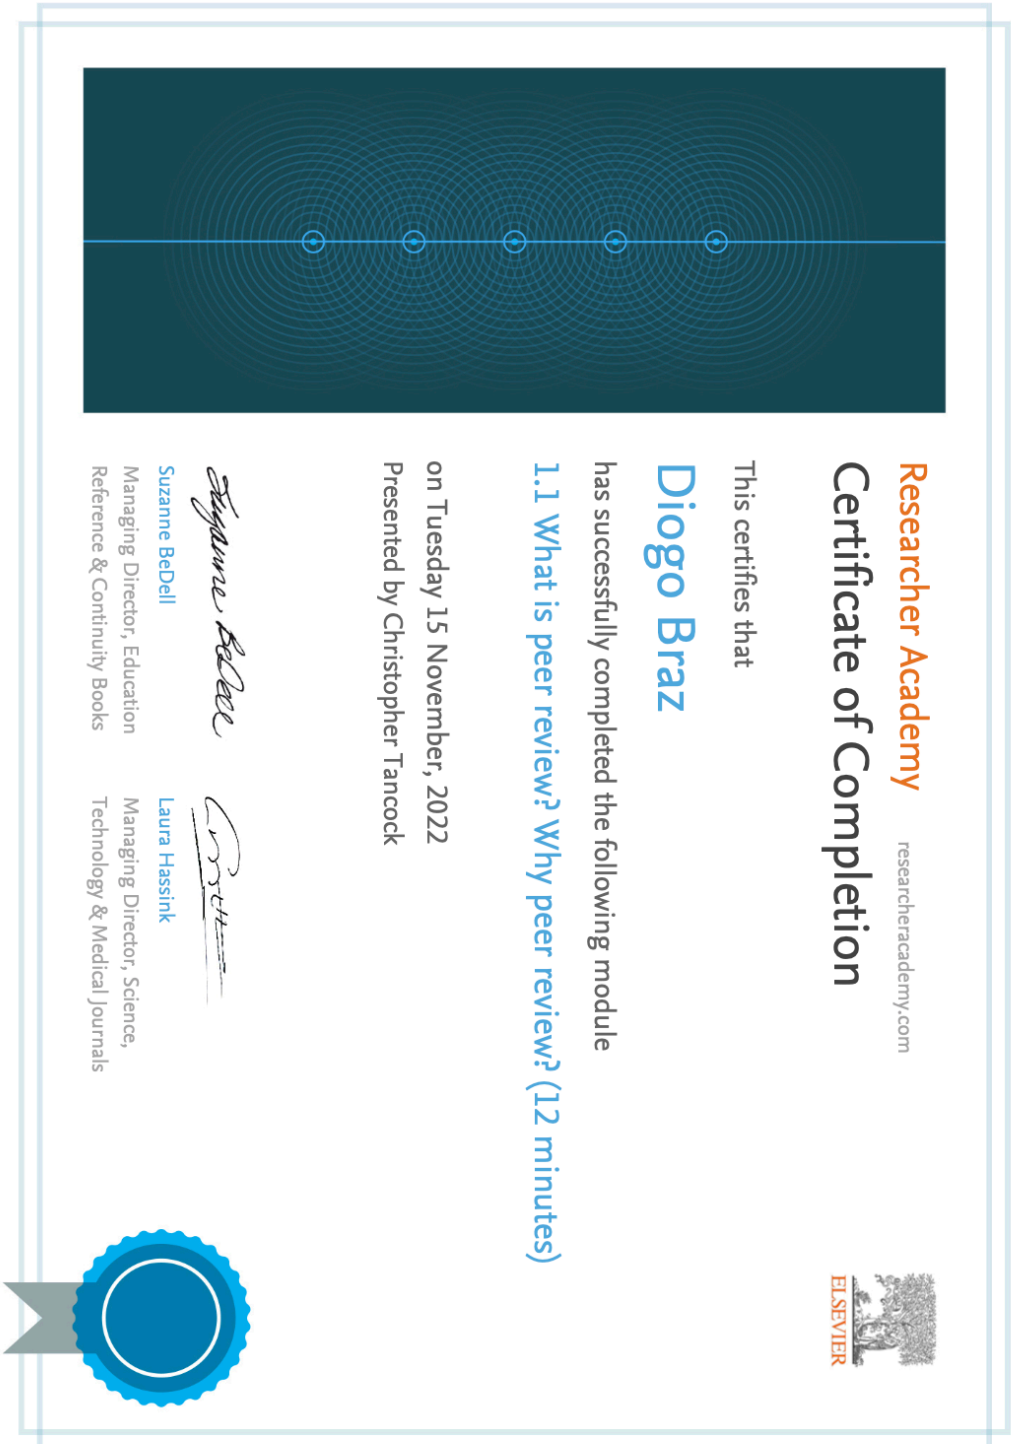 Researcher Academy researcheracademy.com
Certificate of Completion
This certifies that
Diogo Braz
has successfully completed the following module
1.1 What is peer review? Why peer review? (12 minutes)
on Tuesday 15 November, 2022
Presented by Christopher Tancock
Suzanne BeDell
Suzanne BeDell
Managing Director, Education
Reference & Continuity Books
Laura Hassink
Managing Director, Science,
Technology & Medical Journals
ELSEVIER